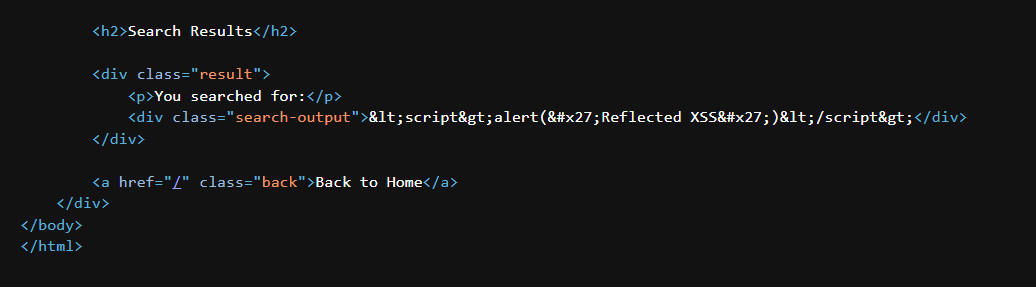 <h2>Search Results</h2>
<div class="result">
<p>You searched for:</p>
<div class="search-output">&lt;script&gt;alert(&#x27;Reflected XSS&#x27;)&lt;/script&gt;</div>
</div>
<a href="/" class="back">Back to Home</a>
</div>
</body>
</html>